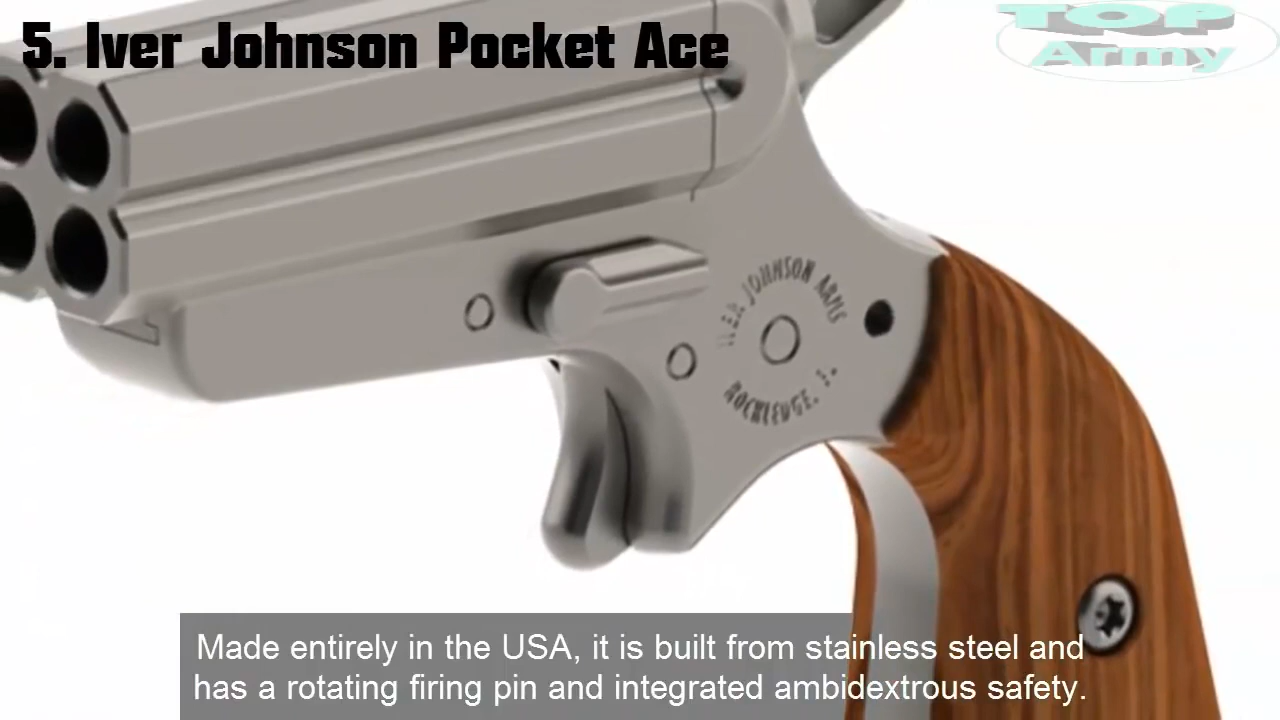 5. Iver Johnson Pocket Ace
TOP
Army
JOHNSON ARMS
ROCKLEDGE,
Made entirely in the USA, it is built from stainless steel and
has a rotating firing pin and integrated ambidextrous safety.